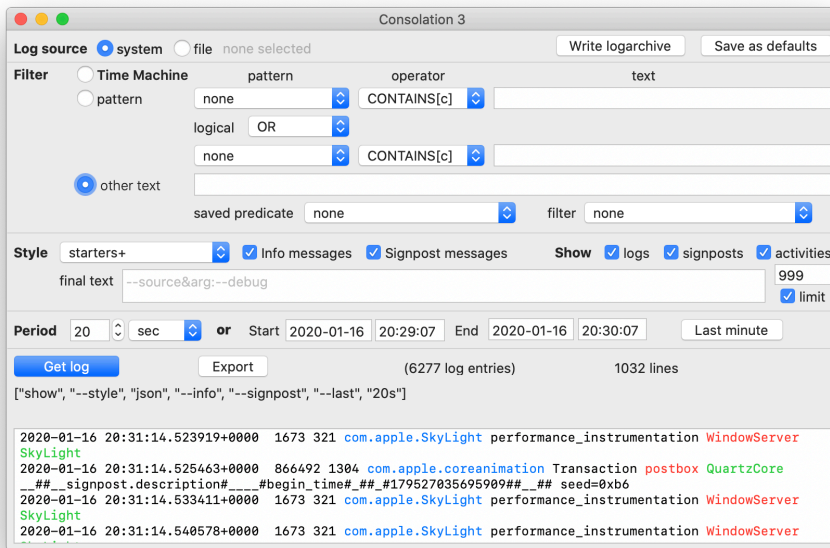 Consolation 3
Log source system file none selected Write logarchive Save as defaults
Filter Time Machine pattern operator text
pattern none CONTAINS[c]
logical OR
none CONTAINS[c]
other text
saved predicate none filter none
Style starters+ Info messages Signpost messages Show logs signposts activities
final text --source&arg:--debug 999
limit
Period 20 sec or Start 2020-01-16 20:29:07 End 2020-01-16 20:30:07 Last minute
Get log Export (6277 log entries) 1032 lines
["show", "--style", "json", "--info", "--signpost", "--last", "20s"]
2020-01-16 20:31:14.523919+0000 1673 321 com.apple.SkyLight performance_instrumentation WindowServer
SkyLight
2020-01-16 20:31:14.525463+0000 866492 1304 com.apple.coreanimation Transaction postbox QuartzCore
__##__signpost.description#____#begin_time#_##_#179527035695909##__## seed=0xb6
2020-01-16 20:31:14.533411+0000 1673 321 com.apple.SkyLight performance_instrumentation WindowServer
SkyLight
2020-01-16 20:31:14.540578+0000 1673 321 com.apple.SkyLight performance_instrumentation WindowServer
SkyLight